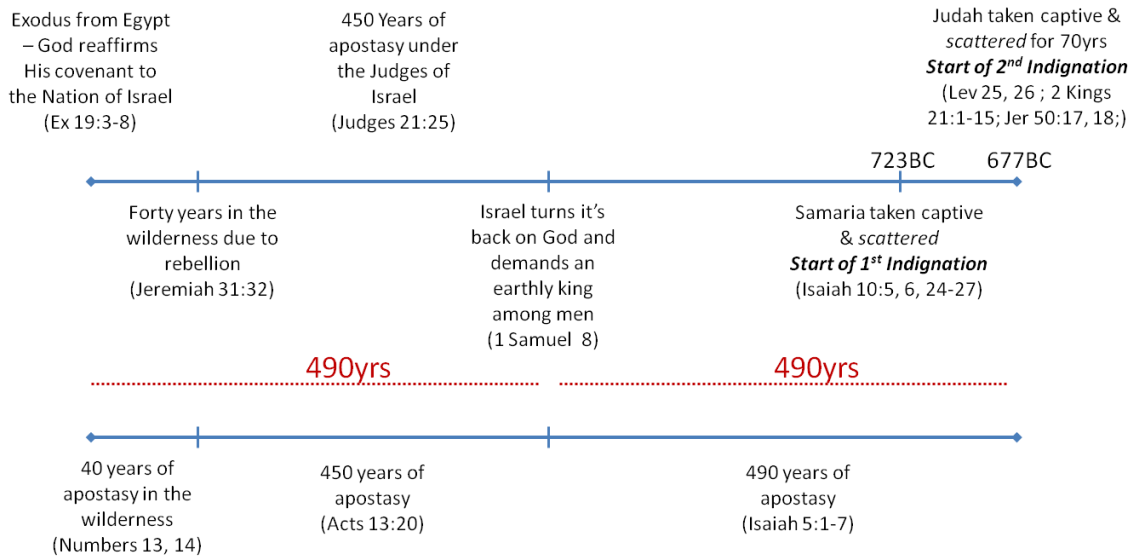 Exodus from Egypt
– God reaffirms
His covenant to
the Nation of Israel
(Ex 19:3-8)
450 Years of
apostasy under
the Judges of
Israel
(Judges 21:25)
Judah taken captive &
scattered for 70yrs
Start of 2nd Indignation
(Lev 25, 26 ; 2 Kings
21:1-15; Jer 50:17, 18;)
723BC
677BC
Forty years in the
wilderness due to
rebellion
(Jeremiah 31:32)
Israel turns it's
back on God and
demands an
earthly king
among men
(1 Samuel 8)
Samaria taken captive
& scattered
Start of 1st Indignation
(Isaiah 10:5, 6, 24-27)
490yrs
490yrs
40 years of
apostasy in the
wilderness
(Numbers 13, 14)
450 years of
apostasy
(Acts 13:20)
490 years of
apostasy
(Isaiah 5:1-7)